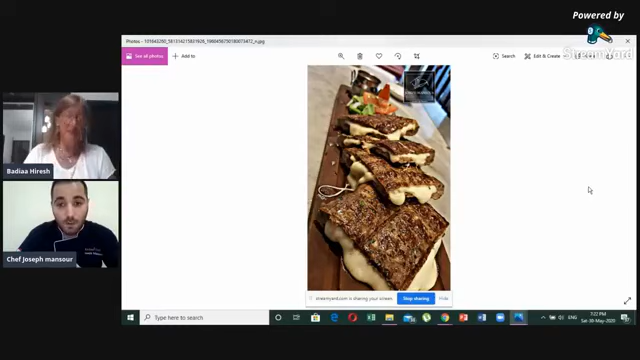 Powered by
StreamYard
Photos - 101643260_581314215831926_1060458750180073472_n.jpg
See all photos
Add to
Search
Edit & Create
Badiaa Hiresh
Chef Joseph mansour
streamyard.com is sharing your screen.
Stop sharing
Hide
Type here to search
ENG
7:22 PM
Sat 30-May-2020